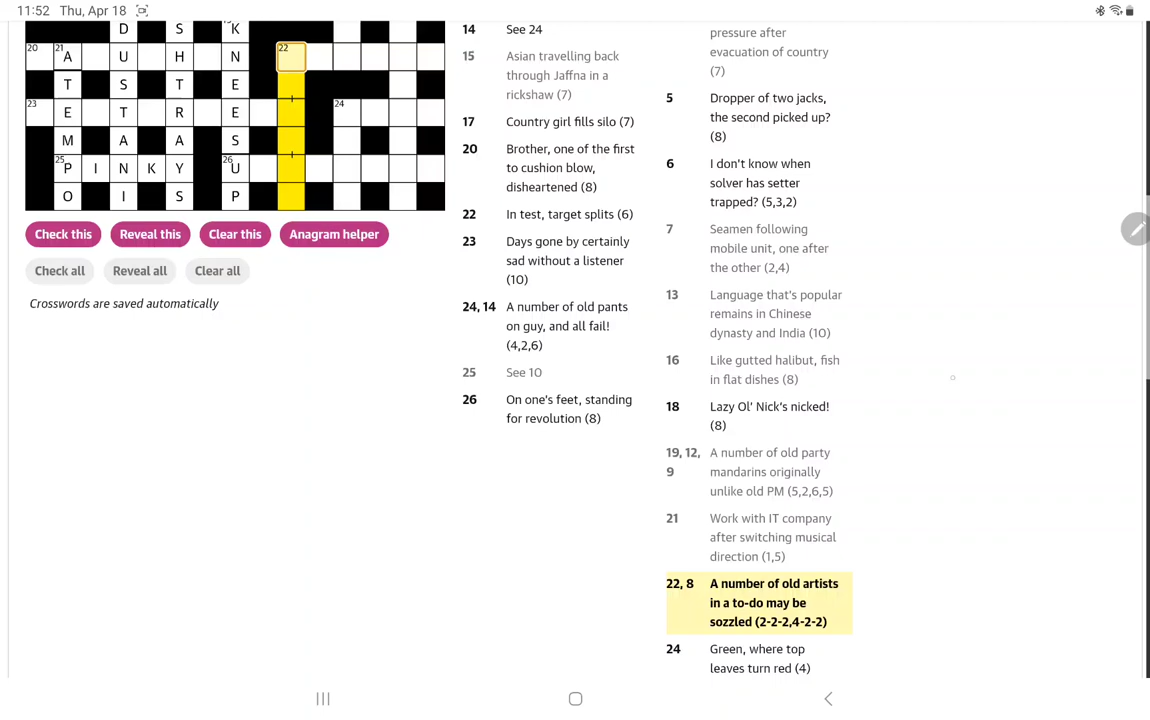 11:52 Thu, Apr 18
D S K
20 21 A U H N 22
T S T E
23 E T R E 24
M A A S
25 P I N K Y 26 U
O I S P
Check this Reveal this Clear this Anagram helper
Check all Reveal all Clear all
Crosswords are saved automatically
14 See 24
15 Asian travelling back
through Jaffna in a
rickshaw (7)
17 Country girl fills silo (7)
20 Brother, one of the first
to cushion blow,
disheartened (8)
22 In test, target splits (6)
23 Days gone by certainly
sad without a listener
(10)
24, 14 A number of old pants
on guy, and all fail!
(4,2,6)
25 See 10
26 On one's feet, standing
for revolution (8)
pressure after
evacuation of country
(7)
5 Dropper of two jacks,
the second picked up?
(8)
6 I don't know when
solver has setter
trapped? (5,3,2)
7 Seamen following
mobile unit, one after
the other (2,4)
13 Language that's popular
remains in Chinese
dynasty and India (10)
16 Like gutted halibut, fish
in flat dishes (8)
18 Lazy Ol' Nick's nicked!
(8)
19, 12, A number of old party
9 mandarins originally
unlike old PM (5,2,6,5)
21 Work with IT company
after switching musical
direction (1,5)
22, 8 A number of old artists
in a to-do may be
sozzled (2-2-2,4-2-2)
24 Green, where top
leaves turn red (4)